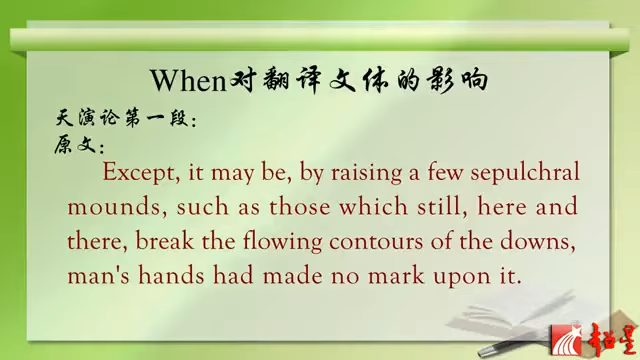 When对翻译文体的影响
天演论第一段：
原文：
Except, it may be, by raising a few sepulchral
mounds, such as those which still, here and
there, break the flowing contours of the downs,
man's hands had made no mark upon it.